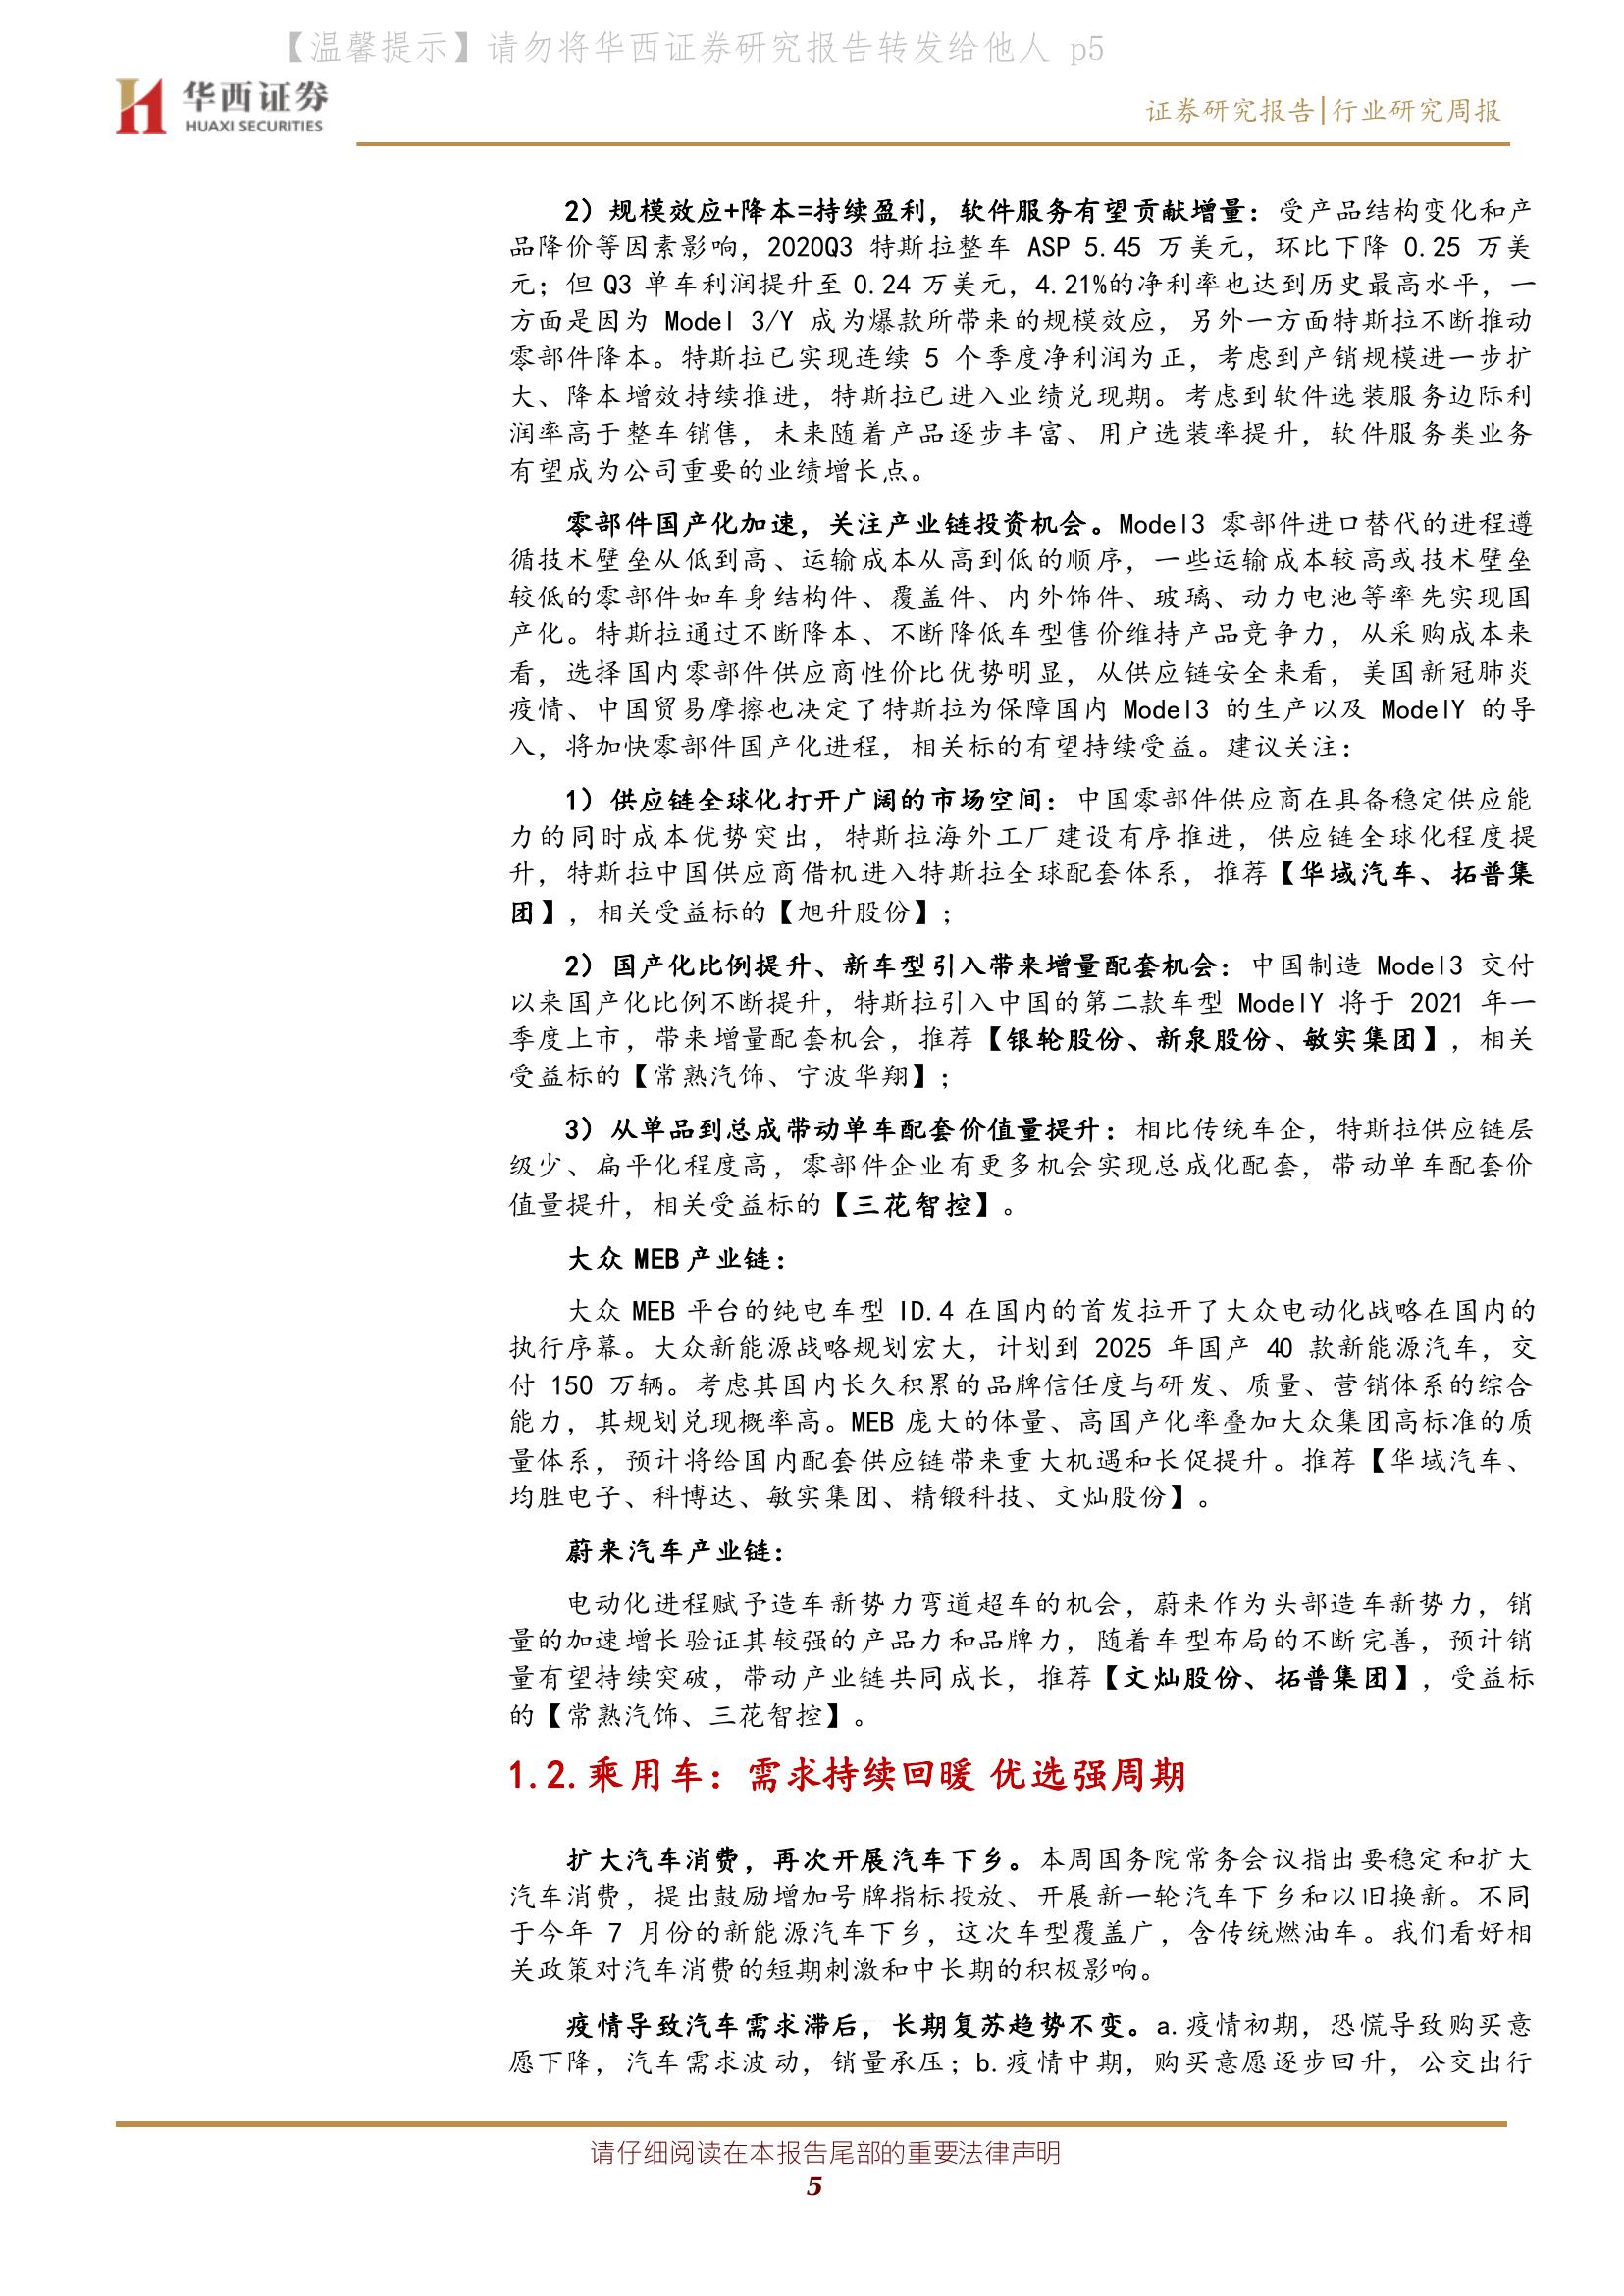 【温馨提示】请勿将华西证券研究报告转发给他人 p5
华西证券
HUAXI SECURITIES
证券研究报告|行业研究周报
2）规模效应+降本=持续盈利，软件服务有望贡献增量：受产品结构变化和产
品降价等因素影响，2020Q3 特斯拉整车 ASP 5.45 万美元，环比下降 0.25 万美
元；但 Q3 单车利润提升至 0.24 万美元，4.21%的净利率也达到历史最高水平，一
方面是因为 Model 3/Y 成为爆款所带来的规模效应，另外一方面特斯拉不断推动
零部件降本。特斯拉已实现连续 5 个季度净利润为正，考虑到产销规模进一步扩
大、降本增效持续推进，特斯拉已进入业绩兑现期。考虑到软件选装服务边际利
润率高于整车销售，未来随着产品逐步丰富、用户选装率提升，软件服务类业务
有望成为公司重要的业绩增长点。
零部件国产化加速，关注产业链投资机会。Model3 零部件进口替代的进程遵
循技术壁垒从低到高、运输成本从高到低的顺序，一些运输成本较高或技术壁垒
较低的零部件如车身结构件、覆盖件、内外饰件、玻璃、动力电池等率先实现国
产化。特斯拉通过不断降本、不断降低车型售价维持产品竞争力，从采购成本来
看，选择国内零部件供应商性价比优势明显，从供应链安全来看，美国新冠肺炎
疫情、中国贸易摩擦也决定了特斯拉为保障国内 Model3 的生产以及 ModelY 的导
入，将加快零部件国产化进程，相关标的有望持续受益。建议关注：
1）供应链全球化打开广阔的市场空间：中国零部件供应商在具备稳定供应能
力的同时成本优势突出，特斯拉海外工厂建设有序推进，供应链全球化程度提
升，特斯拉中国供应商借机进入特斯拉全球配套体系，推荐【华域汽车、拓普集
团】，相关受益标的【旭升股份】；
2）国产化比例提升、新车型引入带来增量配套机会：中国制造 Model3 交付
以来国产化比例不断提升，特斯拉引入中国的第二款车型 ModelY 将于 2021 年一
季度上市，带来增量配套机会，推荐【银轮股份、新泉股份、敏实集团】，相关
受益标的【常熟汽饰、宁波华翔】；
3）从单品到总成带动单车配套价值量提升：相比传统车企，特斯拉供应链层
级少、扁平化程度高，零部件企业有更多机会实现总成化配套，带动单车配套价
值量提升，相关受益标的【三花智控】。
大众 MEB 产业链：
大众 MEB 平台的纯电车型 ID.4 在国内的首发拉开了大众电动化战略在国内的
执行序幕。大众新能源战略规划宏大，计划到 2025 年国产 40 款新能源汽车，交
付 150 万辆。考虑其国内长久积累的品牌信任度与研发、质量、营销体系的综合
能力，其规划兑现概率高。MEB 庞大的体量、高国产化率叠加大众集团高标准的质
量体系，预计将给国内配套供应链带来重大机遇和长促提升。推荐【华域汽车、
均胜电子、科博达、敏实集团、精锻科技、文灿股份】。
蔚来汽车产业链：
电动化进程赋予造车新势力弯道超车的机会，蔚来作为头部造车新势力，销
量的加速增长验证其较强的产品力和品牌力，随着车型布局的不断完善，预计销
量有望持续突破，带动产业链共同成长，推荐【文灿股份、拓普集团】，受益标
的【常熟汽饰、三花智控】。
1.2.乘用车：需求持续回暖 优选强周期
扩大汽车消费，再次开展汽车下乡。本周国务院常务会议指出要稳定和扩大
汽车消费，提出鼓励增加号牌指标投放、开展新一轮汽车下乡和以旧换新。不同
于今年 7 月份的新能源汽车下乡，这次车型覆盖广，含传统燃油车。我们看好相
关政策对汽车消费的短期刺激和中长期的积极影响。
疫情导致汽车需求滞后，长期复苏趋势不变。a.疫情初期，恐慌导致购买意
愿下降，汽车需求波动，销量承压；b.疫情中期，购买意愿逐步回升，公交出行
请仔细阅读在本报告尾部的重要法律声明
5